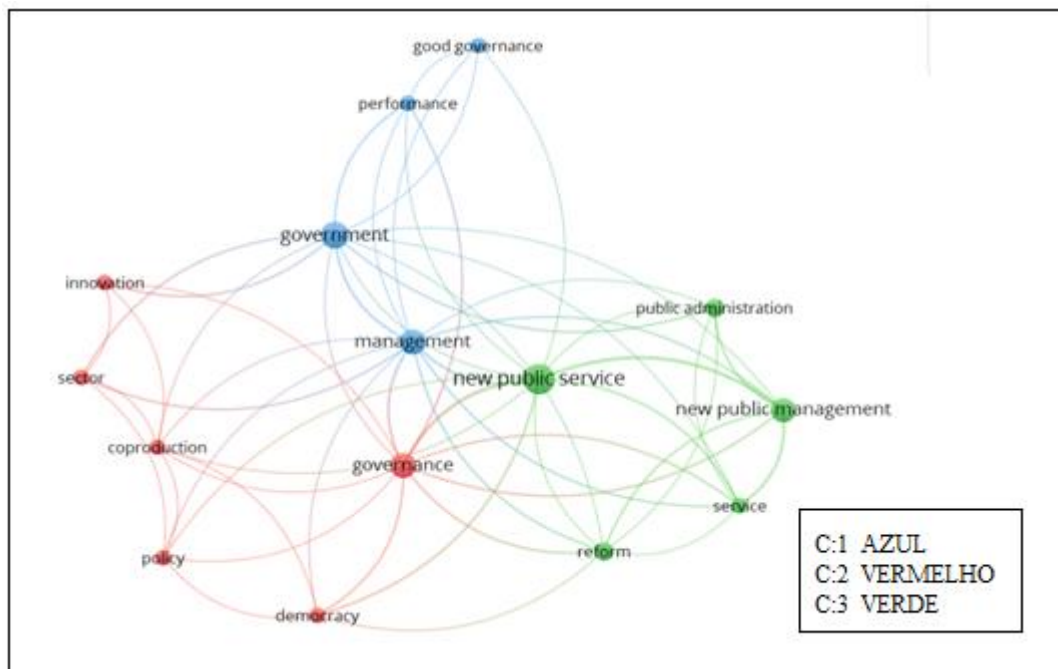 good governance
performance
government
innovation
public administration
management
sector
new public service
new public management
coproduction
governance
service
reform
policy
democracy
C:1 AZUL
C:2 VERMELHO
C:3 VERDE